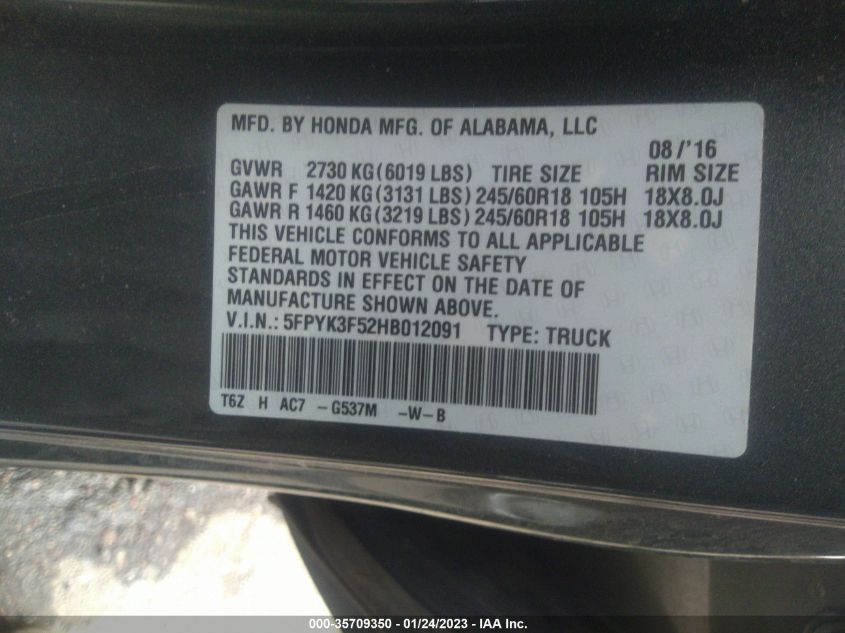 MFD. BY HONDA MFG. OF ALABAMA, LLC
08/'16
GVWR 2730 KG(6019 LBS) TIRE SIZE RIM SIZE
GAWR F 1420 KG(3131 LBS)245/60R18 105H 18X8.0J
GAWR R 1460 KG(3219 LBS)245/60R18 105H 18X8.0J
THIS VEHICLE CONFORMS TO ALL APPLICABLE
FEDERAL MOTOR VEHICLE SAFETY
STANDARDS IN EFFECT ON THE DATE OF
MANUFACTURE SHOWN ABOVE.
V.I.N.: 5FPYK3F52HB012091 TYPE: TRUCK
T6Z H AC7 -G537M -W-B
000-35709350 - 01/24/2023 - © IAA Inc.